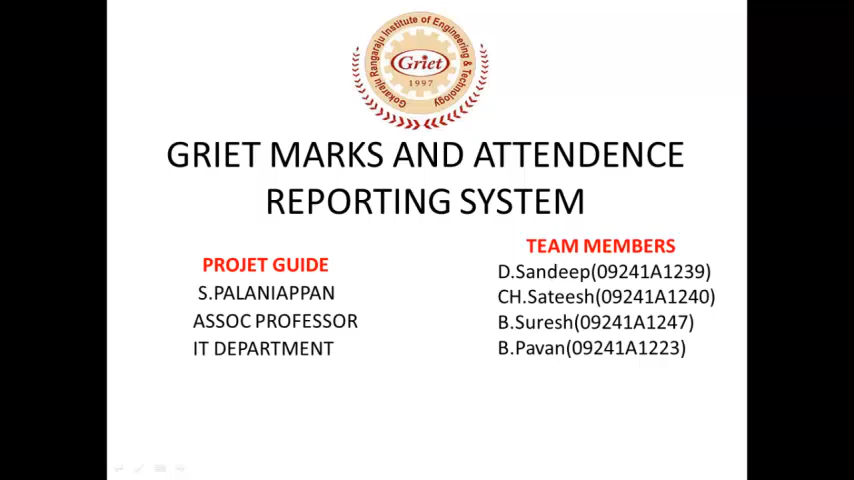 Gokaraju Rangaraju Institute of Engineering & Technology
Griet
1997
GRIET MARKS AND ATTENDENCE
REPORTING SYSTEM
PROJET GUIDE
S.PALANIAPPAN
ASSOC PROFESSOR
IT DEPARTMENT
TEAM MEMBERS
D.Sandeep(09241A1239)
CH.Sateesh(09241A1240)
B.Suresh(09241A1247)
B.Pavan(09241A1223)